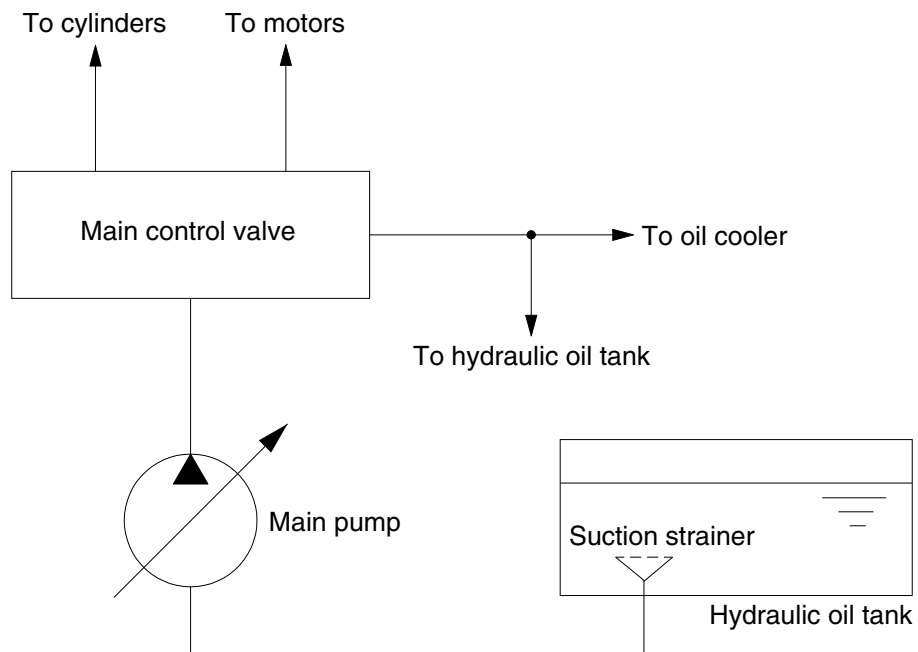 To cylinders
To motors
Main control valve
To oil cooler
To hydraulic oil tank
Main pump
Suction strainer
Hydraulic oil tank